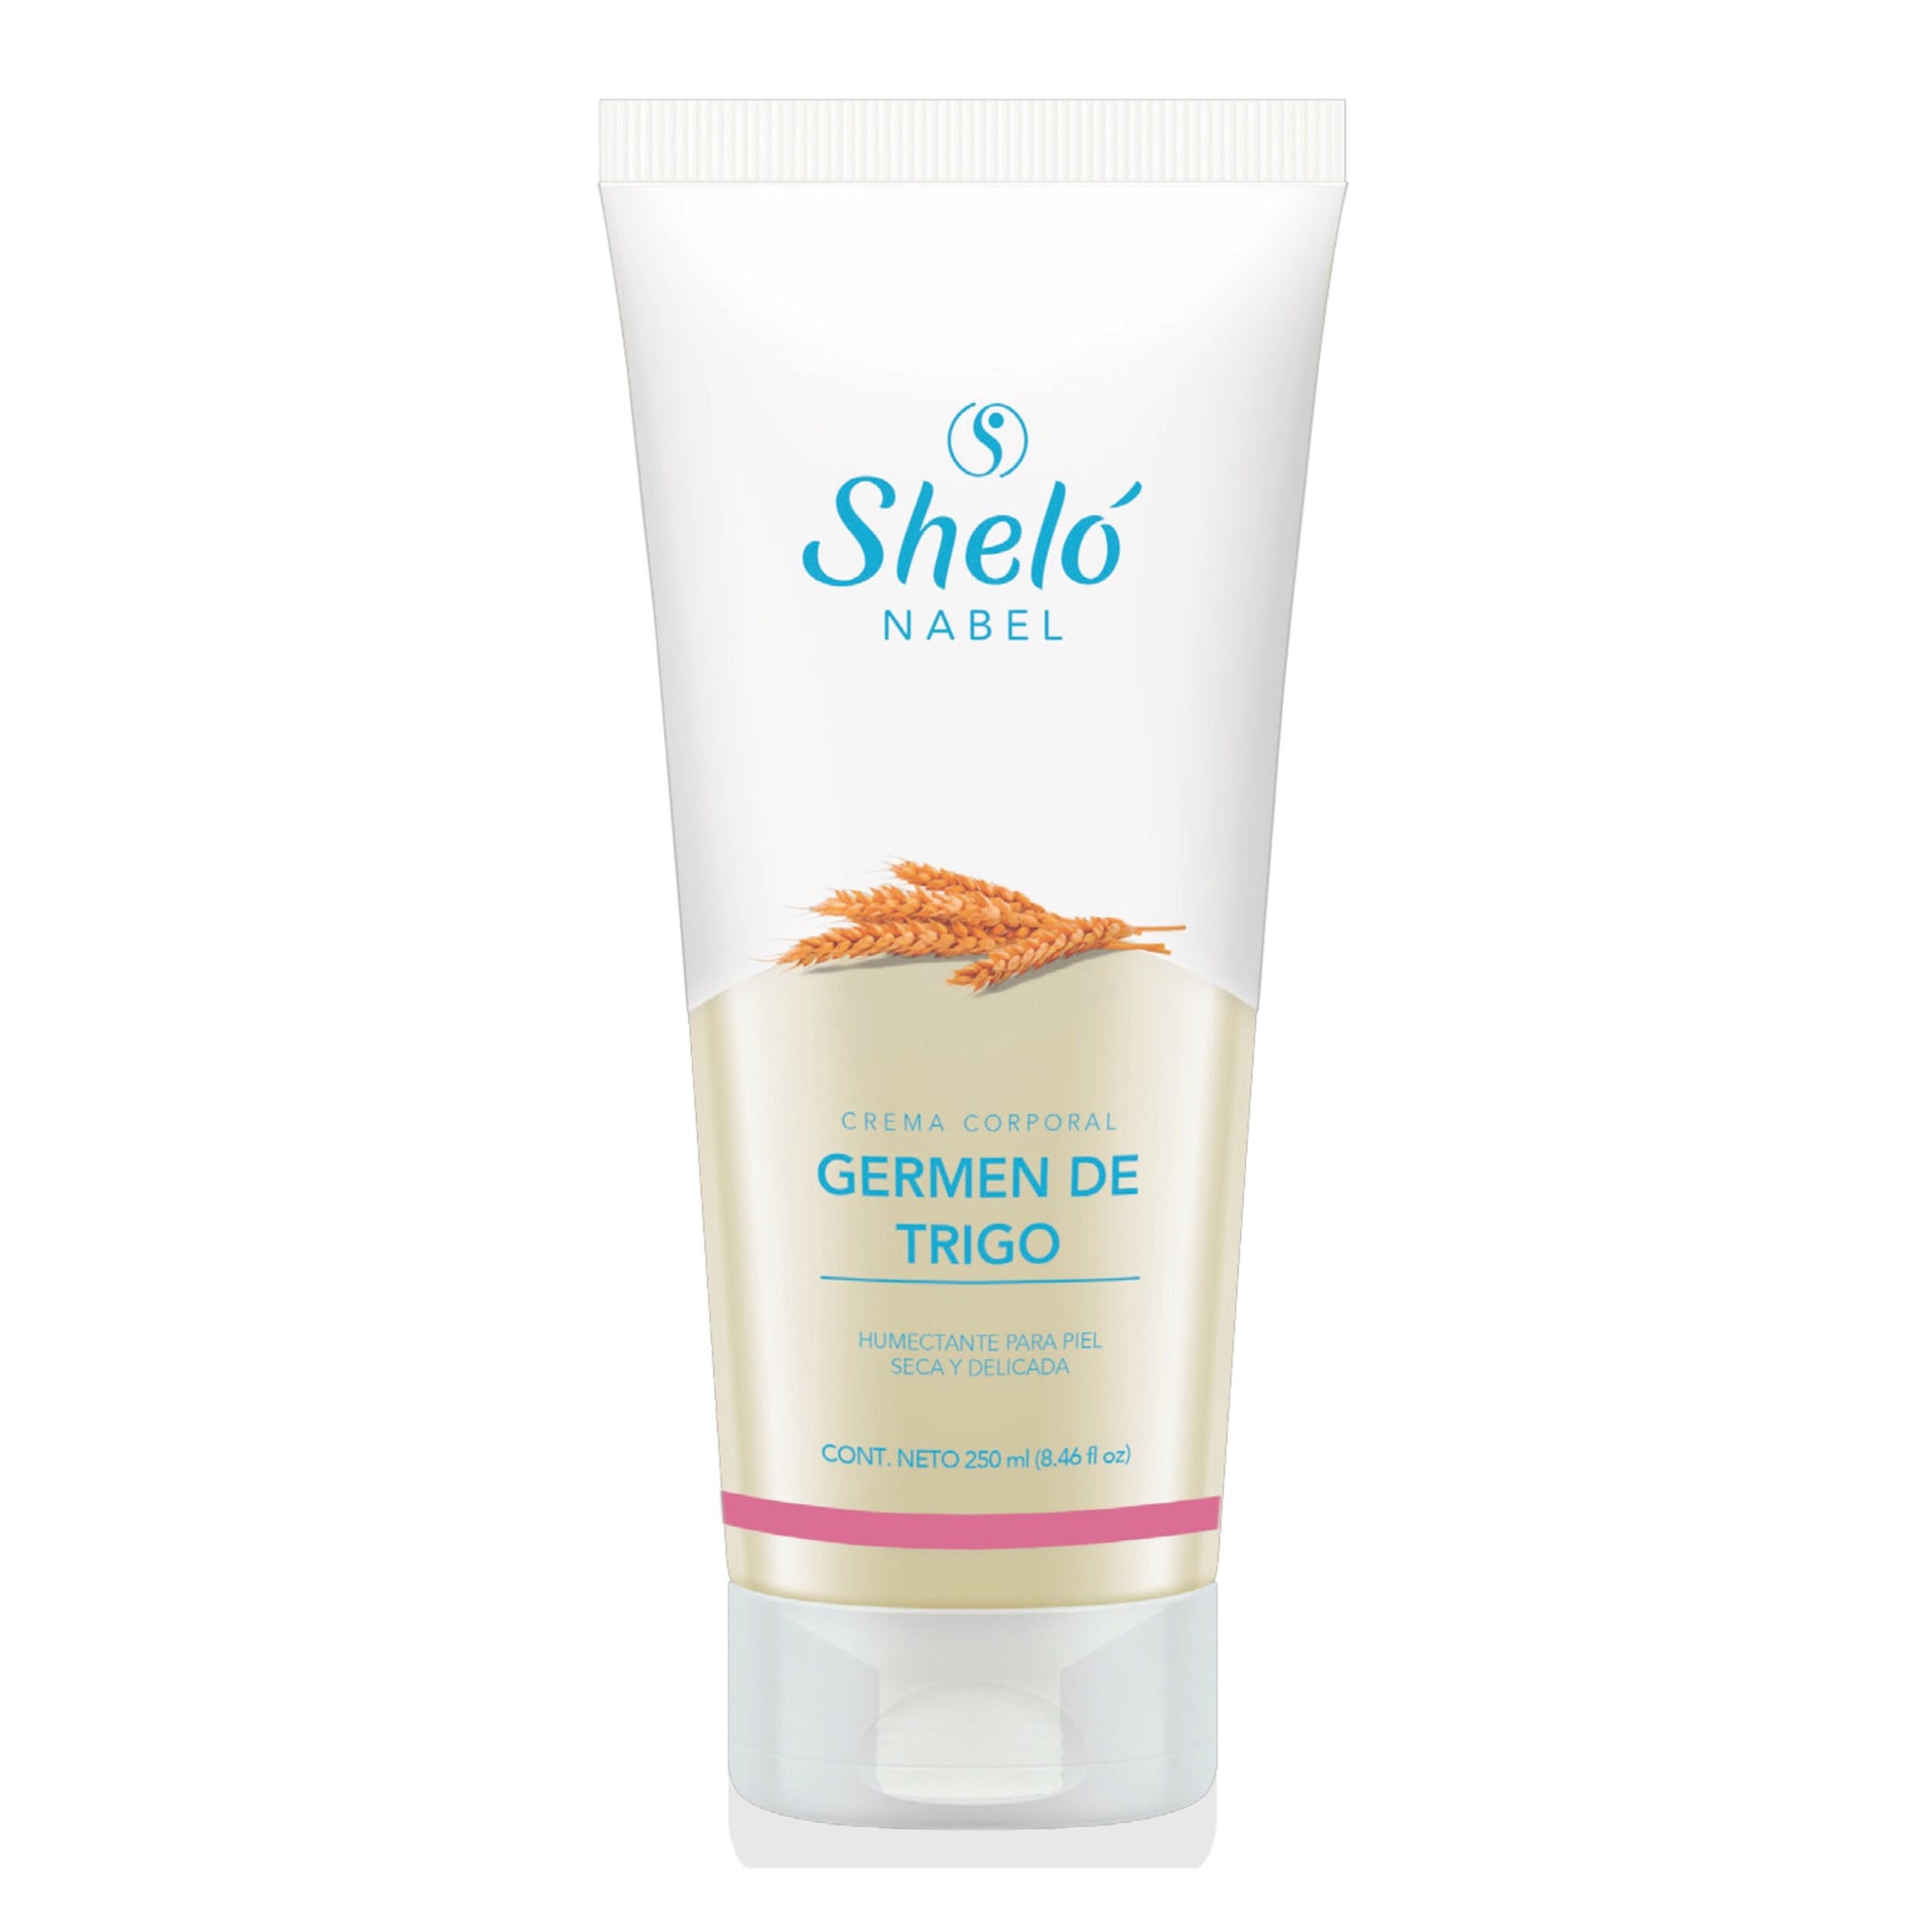 Sheló
NABEL
CREMA CORPORAL
GERMEN DE
TRIGO
HUMECTANTE PARA PIEL
SECA Y DELICADA
CONT. NETO 250 ml (8.46 fl oz)